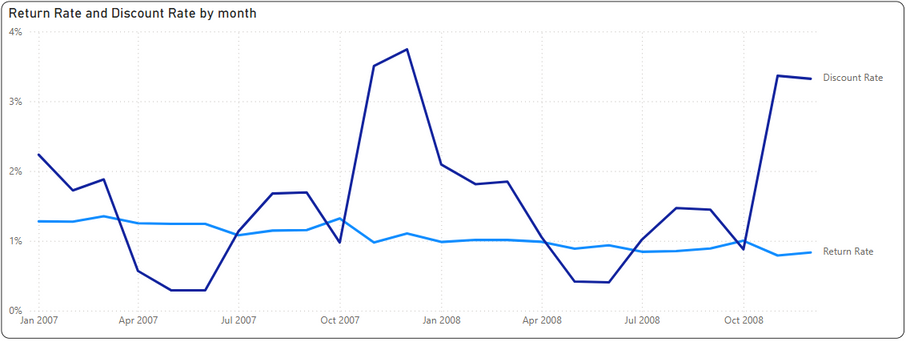 Return Rate and Discount Rate by month
4%
3%
2%
1%
0%
Discount Rate
Return Rate
Jan 2007 Apr 2007 Jul 2007 Oct 2007 Jan 2008 Apr 2008 Jul 2008 Oct 2008